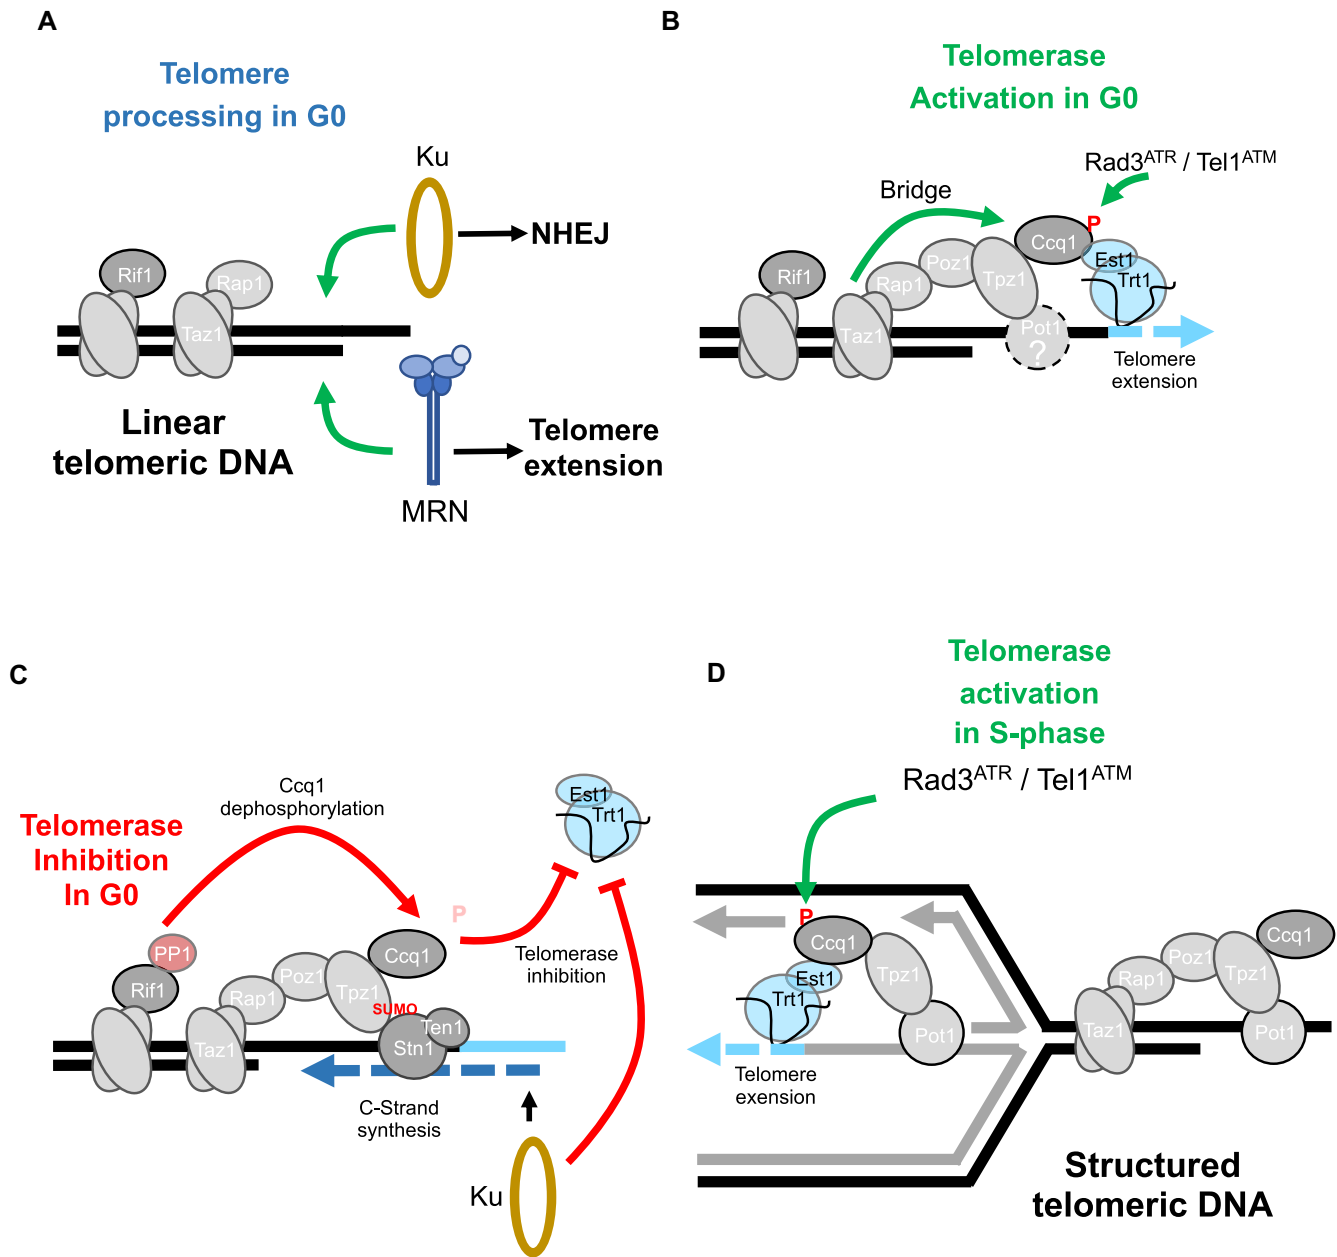 A
Telomere
processing in G0
Ku
NHEJ
Rif1
Rap1
Taz1
Linear
telomeric DNA
Telomere
extension
MRN
B
Telomerase
Activation in G0
Rad3ATR / Tel1ATM
Bridge
P
Ccq1
Est1
Trt1
Rif1
Rap1
Poz1
Tpz1
Taz1
Pot1
?
Telomere
extension
C
Ccq1
dephosphorylation
Telomerase
Inhibition
In G0
Est1
Trt1
P
PP1
Rif1
Rap1
Poz1
Tpz1
Ccq1
Telomerase
inhibition
SUMO
Taz1
Stn1
Ten1
C-Strand
synthesis
Ku
D
Telomerase
activation
in S-phase
Rad3ATR / Tel1ATM
P
Ccq1
Est1
Trt1
Tpz1
Pot1
Telomere
exension
Ccq1
Poz1
Rap1
Tpz1
Taz1
Pot1
Structured
telomeric DNA